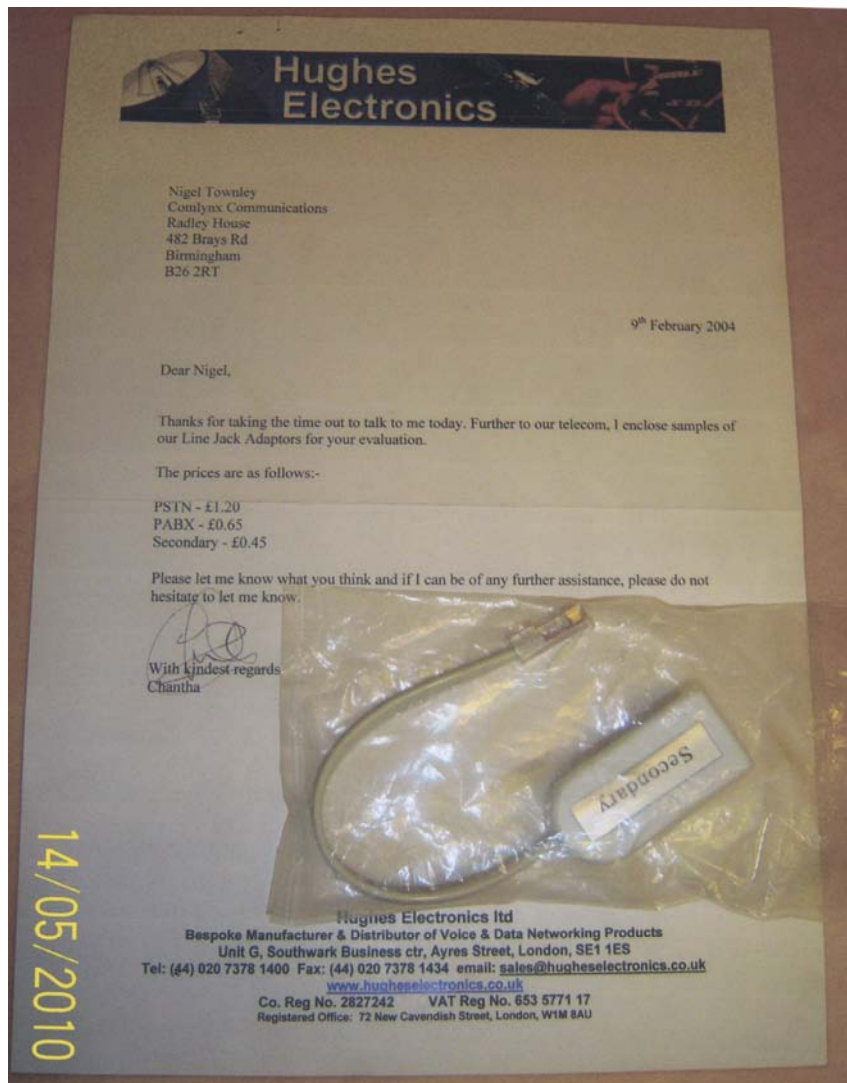 Hughes
Electronics
Nigel Townley
Comlynx Communications
Radley House
482 Brays Rd
Birmingham
B26 2RT
9th February 2004
Dear Nigel,
Thanks for taking the time out to talk to me today. Further to our telecom, I enclose samples of
our Line Jack Adaptors for your evaluation.
The prices are as follows:-
PSTN - £1.20
PABX - £0.65
Secondary - £0.45
Please let me know what you think and if I can be of any further assistance, please do not
hesitate to let me know.
With kindest regards
Chantha
Secondary
Hughes Electronics ltd
Bespoke Manufacturer & Distributor of Voice & Data Networking Products
Unit G, Southwark Business ctr, Ayres Street, London, SE1 1ES
Tel: (44) 020 7378 1400 Fax: (44) 020 7378 1434 email: sales@hugheselectronics.co.uk
www.hugheselectronics.co.uk
Co. Reg No. 2827242 VAT Reg No. 653 5771 17
Registered Office: 72 New Cavendish Street, London, W1M 8AU
14/05/2010